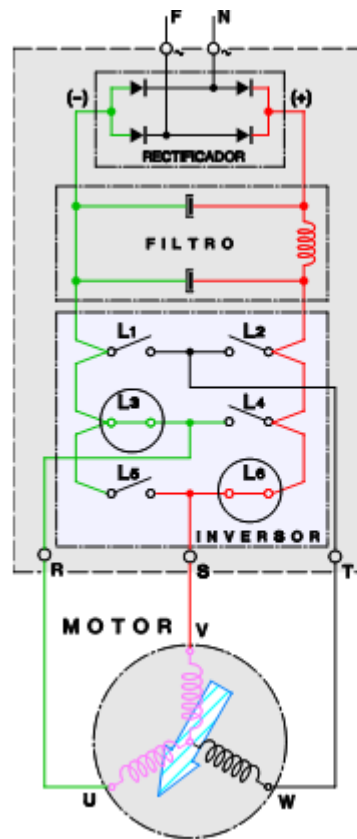 F N
~ ~
(-) (+)
RECTIFICADOR
FILTRO
L1 L2
L3 L4
L5 L6
INVERSOR
R S T
MOTOR V
U W